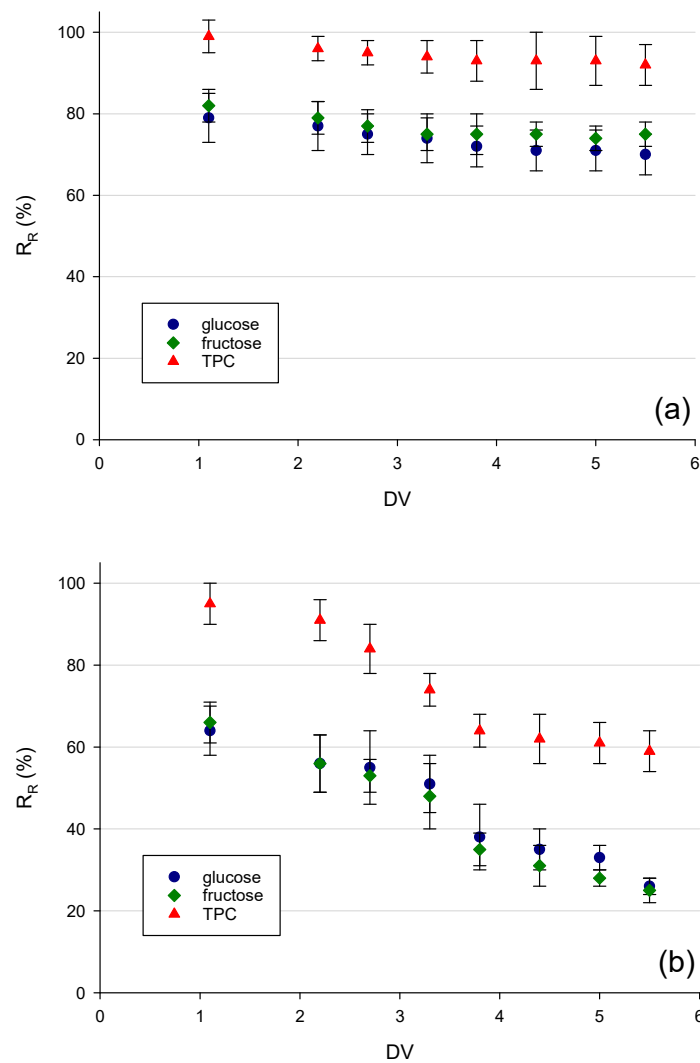 100
80
60
40
20
0
R_R (%)
glucose
fructose
TPC
(a)
0 1 2 3 4 5 6
DV
100
80
60
40
20
0
R_R (%)
glucose
fructose
TPC
(b)
0 1 2 3 4 5 6
DV